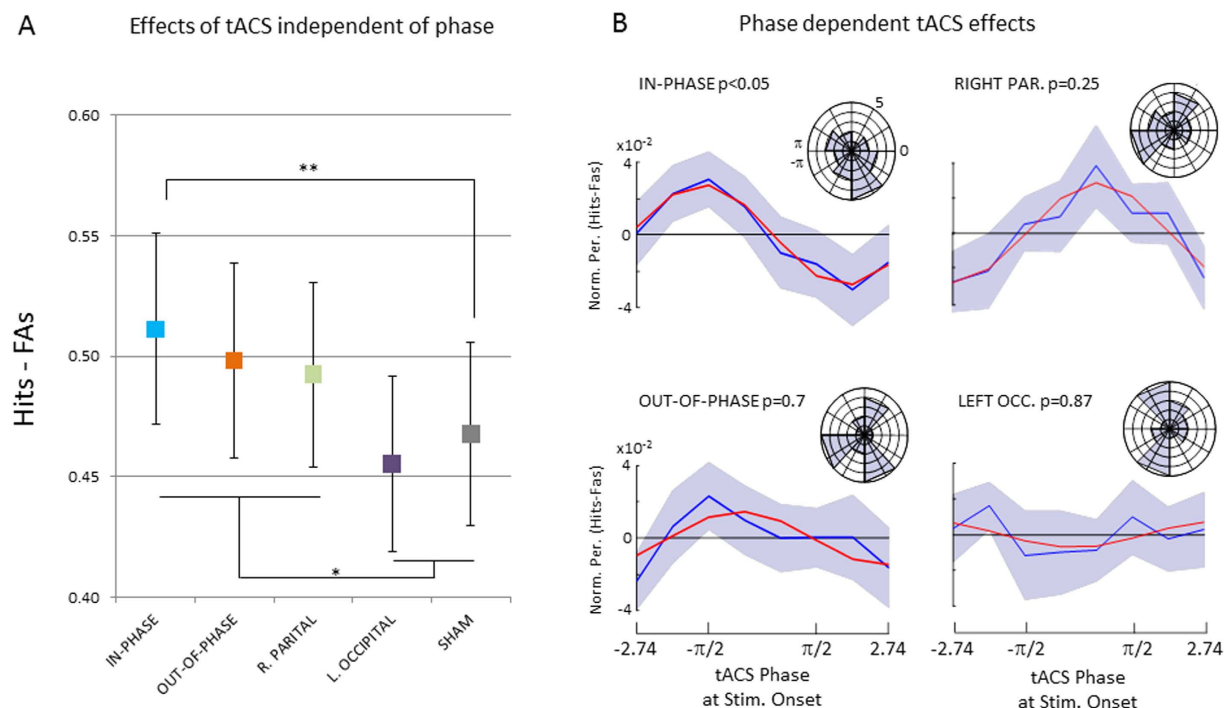 A
Effects of tACS independent of phase
Hits - FAs
0.60
0.55
0.50
0.45
0.40
**
*
IN-PHASE
OUT-OF-PHASE
R. PARITAL
L. OCCIPITAL
SHAM
B
Phase dependent tACS effects
IN-PHASE p<0.05
5
π
-π
0
x10-2
4
0
-4
Norm. Per. (Hits-Fas)
RIGHT PAR. p=0.25
OUT-OF-PHASE p=0.7
x10-2
4
0
-4
Norm. Per. (Hits-Fas)
LEFT OCC. p=0.87
-2.74 -π/2 π/2 2.74
tACS Phase
at Stim. Onset
-2.74 -π/2 π/2 2.74
tACS Phase
at Stim. Onset